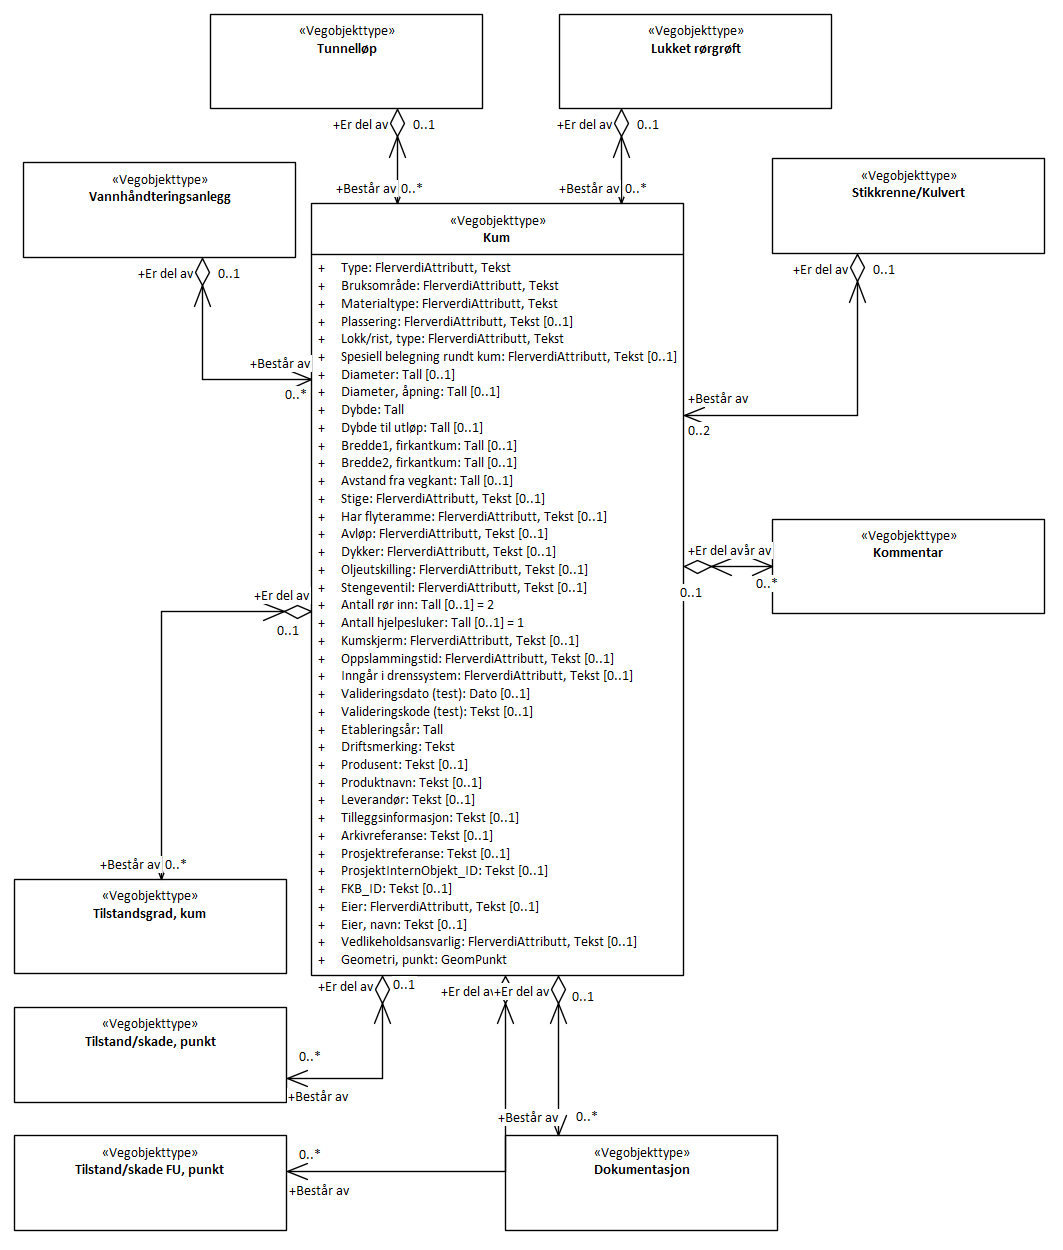 «Vegobjekttype»
Tunnelløp
«Vegobjekttype»
Lukket rørgrøft
+Er del av 0..1
+Er del av 0..1
«Vegobjekttype»
Vannhåndteringsanlegg
«Vegobjekttype»
Stikkrenne/Kulvert
+Består av 0..*
+Består av 0..*
+Er del av 0..1
+Er del av 0..1
«Vegobjekttype»
Kum
+ Type: FlerverdiAttributt, Tekst
+ Bruksområde: FlerverdiAttributt, Tekst
+ Materialtype: FlerverdiAttributt, Tekst
+ Plassering: FlerverdiAttributt, Tekst [0..1]
+ Lokk/rist, type: FlerverdiAttributt, Tekst
+ Spesiell belegning rundt kum: FlerverdiAttributt, Tekst [0..1]
+ Diameter: Tall [0..1]
+ Diameter, åpning: Tall [0..1]
+ Dybde: Tall
+ Dybde til utløp: Tall [0..1]
+ Bredde1, firkantkum: Tall [0..1]
+ Bredde2, firkantkum: Tall [0..1]
+ Avstand fra vegkant: Tall [0..1]
+ Stige: FlerverdiAttributt, Tekst [0..1]
+ Har flyteramme: FlerverdiAttributt, Tekst [0..1]
+ Avløp: FlerverdiAttributt, Tekst [0..1]
+ Dykker: FlerverdiAttributt, Tekst [0..1]
+ Oljeutskilling: FlerverdiAttributt, Tekst [0..1]
+ Stengeventil: FlerverdiAttributt, Tekst [0..1]
+ Antall rør inn: Tall [0..1] = 2
+ Antall hjelpesluker: Tall [0..1] = 1
+ Kumskjerm: FlerverdiAttributt, Tekst [0..1]
+ Oppslammingstid: FlerverdiAttributt, Tekst [0..1]
+ Inngår i drenssystem: FlerverdiAttributt, Tekst [0..1]
+ Valideringsdato (test): Dato [0..1]
+ Valideringskode (test): Tekst [0..1]
+ Etableringsår: Tall
+ Driftsmerking: Tekst
+ Produsent: Tekst [0..1]
+ Produktnavn: Tekst [0..1]
+ Leverandør: Tekst [0..1]
+ Tilleggsinformasjon: Tekst [0..1]
+ Arkivreferanse: Tekst [0..1]
+ Prosjektreferanse: Tekst [0..1]
+ ProsjektInternObjekt_ID: Tekst [0..1]
+ FKB_ID: Tekst [0..1]
+ Eier: FlerverdiAttributt, Tekst [0..1]
+ Eier, navn: Tekst [0..1]
+ Vedlikeholdsansvarlig: FlerverdiAttributt, Tekst [0..1]
+ Geometri, punkt: GeomPunkt
+Består av
0..*
+Består av
0..2
+Er del av år av
0..1
0..*
«Vegobjekttype»
Kommentar
+Er del av
0..1
+Består av 0..*
«Vegobjekttype»
Tilstandsgrad, kum
+Er del av 0..1
+Er del av
+Er del av 0..1
«Vegobjekttype»
Tilstand/skade, punkt
0..*
+Består av
+Består av 0..*
«Vegobjekttype»
Tilstand/skade FU, punkt
0..*
+Består av
«Vegobjekttype»
Dokumentasjon